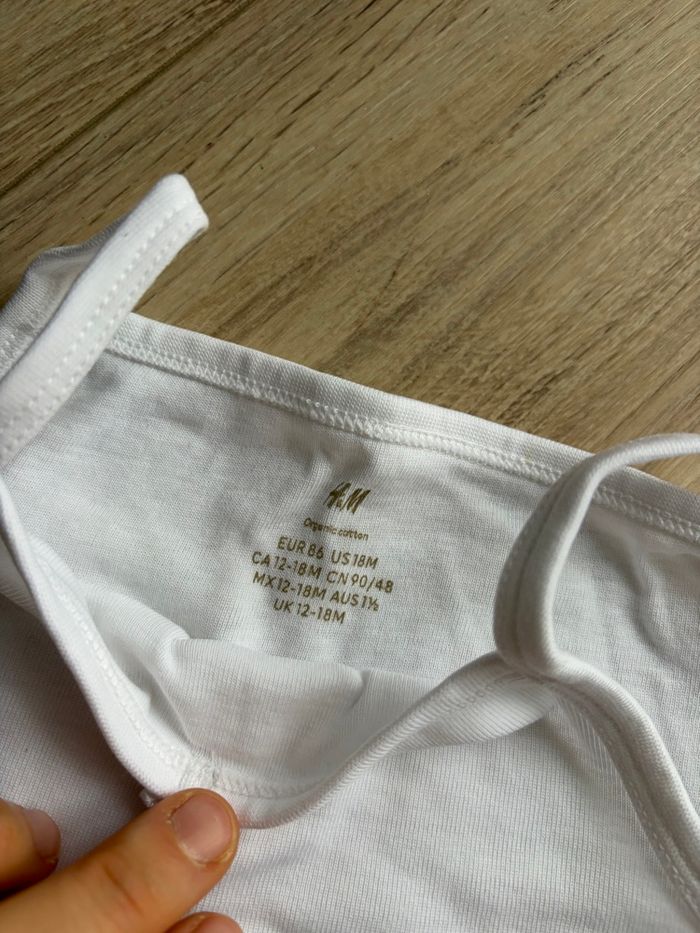 H&M
Organic cotton
EUR 86 US 18M
CA 12-18M CN 90/48
MX 12-18M AUS 1½
UK 12-18M